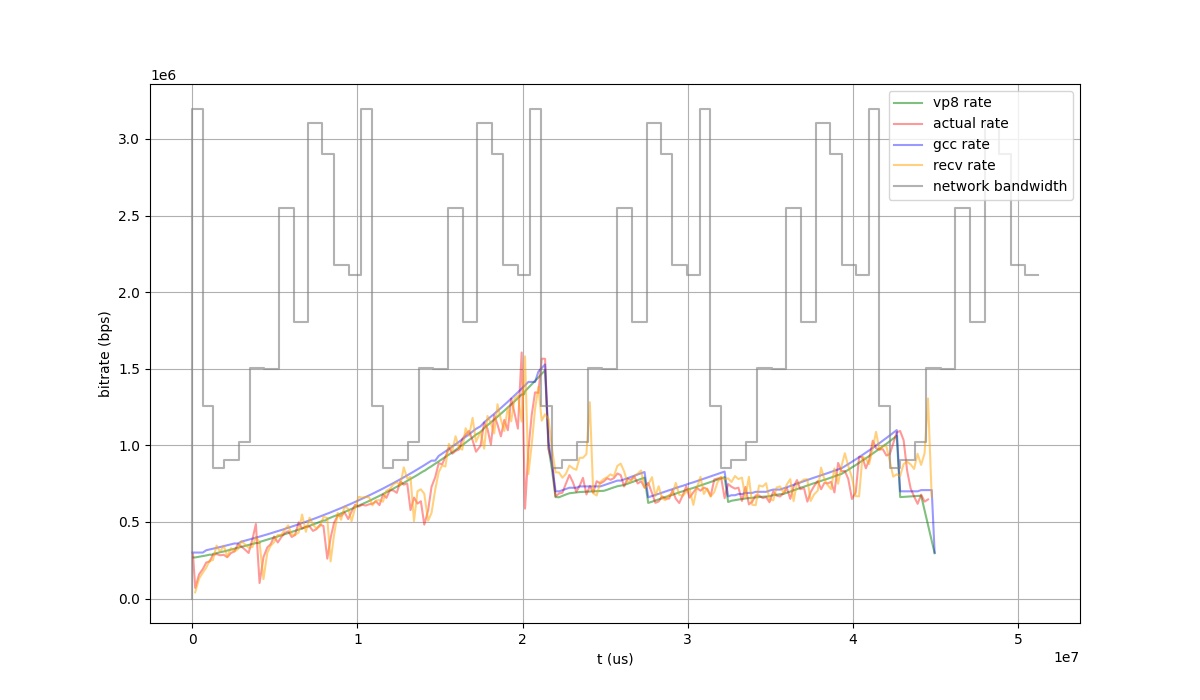 1e6
3.0
2.5
2.0
1.5
1.0
0.5
0.0
bitrate (bps)
vp8 rate
actual rate
gcc rate
recv rate
network bandwidth
0 1 2 3 4 5
t (us)
1e7